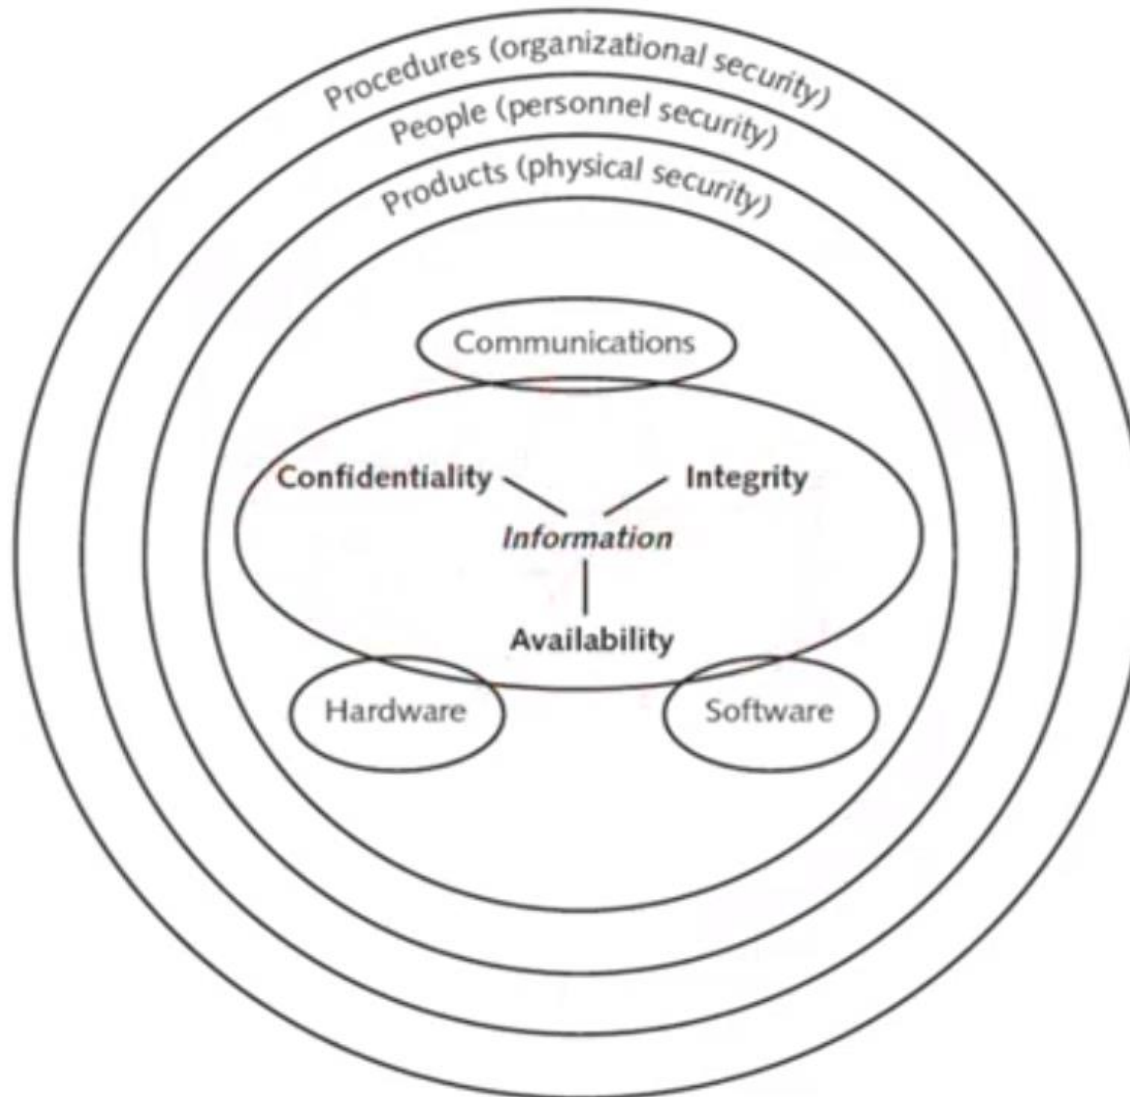 Procedures (organizational security)
People (personnel security)
Products (physical security)
Communications
Confidentiality
Integrity
Information
Availability
Hardware
Software